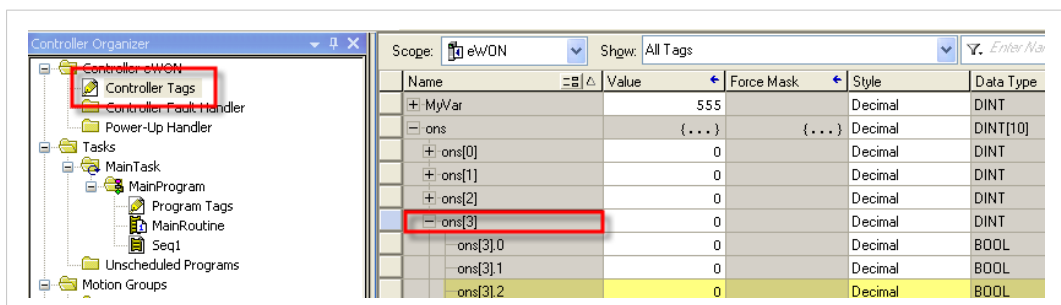 Controller Organizer
Controller eWON
Controller Tags
Controller Fault Handler
Power-Up Handler
Tasks
MainTask
MainProgram
Program Tags
MainRoutine
Seq1
Unscheduled Programs
Motion Groups
Scope: eWON Show: All Tags Enter Na
Name Value Force Mask Style Data Type
MyVar 555 Decimal DINT
ons {...} {...} Decimal DINT[10]
ons[0] 0 Decimal DINT
ons[1] 0 Decimal DINT
ons[2] 0 Decimal DINT
ons[3] 0 Decimal DINT
ons[3].0 0 Decimal BOOL
ons[3].1 0 Decimal BOOL
ons[3].2 0 Decimal BOOL